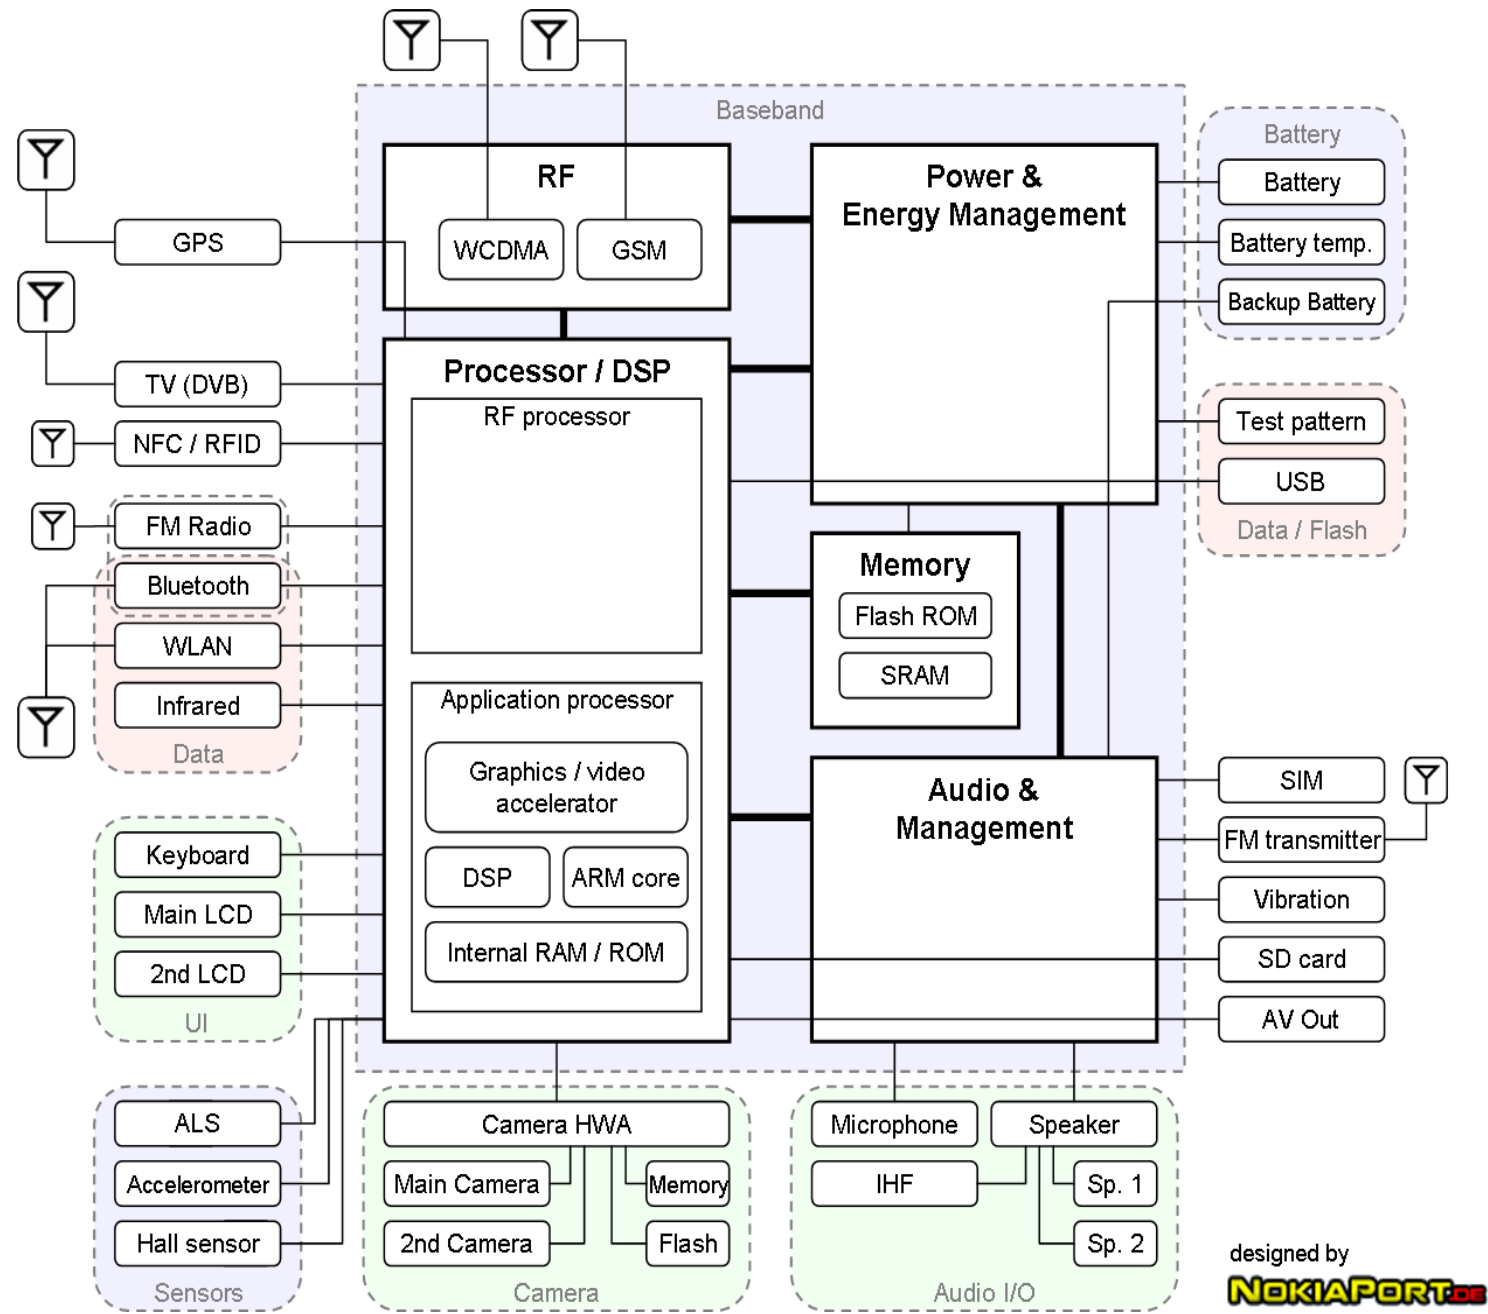 Baseband
Battery
RF
WCDMA
GSM
Power &
Energy Management
Battery
Battery temp.
Backup Battery
GPS
TV (DVB)
NFC / RFID
FM Radio
Bluetooth
WLAN
Infrared
Data
Processor / DSP
RF processor
Application processor
Graphics / video
accelerator
DSP
ARM core
Internal RAM / ROM
Test pattern
USB
Data / Flash
Memory
Flash ROM
SRAM
Audio &
Management
SIM
FM transmitter
Vibration
SD card
AV Out
Keyboard
Main LCD
2nd LCD
UI
ALS
Accelerometer
Hall sensor
Sensors
Camera HWA
Main Camera
Memory
2nd Camera
Flash
Camera
Microphone
Speaker
IHF
Sp. 1
Sp. 2
Audio I/O
designed by
NOKIAPORT.DE